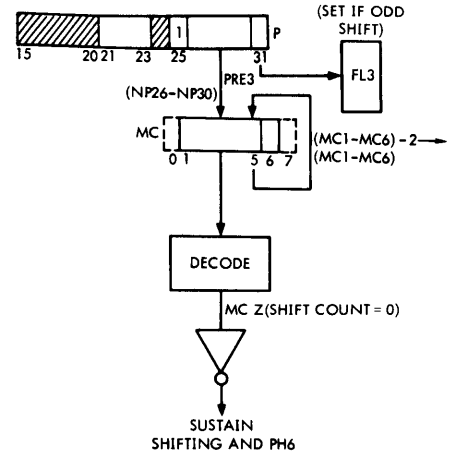 (SET IF ODD
SHIFT)
1
P
15
20
21
23
25
31
FL3
PRE3
(NP26-NP30)
MC
0
1
5
6
7
(MC1-MC6) - 2
(MC1-MC6)
DECODE
MC Z(SHIFT COUNT = 0)
SUSTAIN
SHIFTING AND PH6